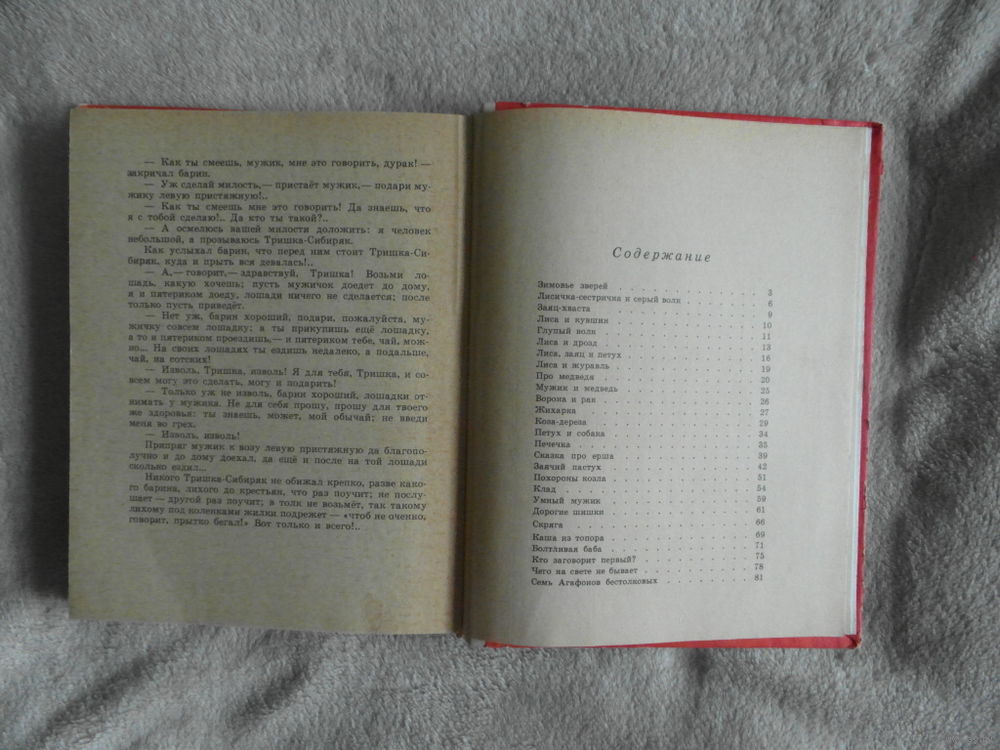 — Как ты смеешь, мужик, мне это говорить, дурак! —
закричал барин.
— Уж сделай милость,— пристаёт мужик,— подари му-
жику левую пристяжную!..
— Как ты смеешь мне это говорить! Да знаешь, что
я с тобой сделаю!.. Да кто ты такой?..
— А осмелюсь вашей милости доложить: я человек
небольшой, а прозываюсь Тришка-Сибиряк.
Как услыхал барин, что перед ним стоит Тришка-Си-
биряк, куда и прыть вся девалась!..
— А,— говорит,— здравствуй, Тришка! Возьми ло-
шадь, какую хочешь; пусть мужичок доедет до дому,
я и пятериком доеду, лошади ничего не сделается; после
только пусть приведёт.
— Нет уж, барин хороший, подари, пожалуйста, му-
жичку совсем лошадку; а ты прикупишь ещё лошадку,
а то и пятериком проездишь,— и пятериком тебе, чай, мож-
но... На своих лошадях ты ездишь недалеко, а подальше,
чай, на сотских!
— Изволь, Тришка, изволь! Я для тебя, Тришка, и со-
всем могу это сделать, могу и подарить!
— Только уж не изволь, барин хороший, лошадки от-
нимать у мужика. Не для себя прошу, прошу для твоего
же здоровья: ты знаешь, может, мой обычай; не введи
меня во грех.
— Изволь, изволь!
Припряг мужик к возу левую пристяжную да благопо-
лучно и до дому доехал, да ещё и после на той лошади
сколько ездил...
Никого Тришка-Сибиряк не обижал крепко, разве како-
го барина, лихого до крестьян, что раз поучит; не послу-
шает — другой раз поучит; в толк не возьмёт, так такому
лихому под коленками жилки подрежет — «чтоб не оченно,
говорит, прытко бегал!» Вот только и всего!..
Содержание
Зимовье зверей . . . . . . . . . . . . 3
Лисичка-сестричка и серый волк . . . . . . 6
Заяц-хваста . . . . . . . . . . . . 9
Лиса и кувшин . . . . . . . . . . . . 10
Глупый волк . . . . . . . . . . . . 11
Лиса и дрозд . . . . . . . . . . . . 13
Лиса, заяц и петух . . . . . . . . . . 16
Лиса и журавль . . . . . . . . . . . . 19
Про медведя . . . . . . . . . . . . 20
Мужик и медведь . . . . . . . . . . . . 25
Ворона и рак . . . . . . . . . . . . 26
Жихарка . . . . . . . . . . . . 27
Коза-дереза . . . . . . . . . . . . 29
Петух и собака . . . . . . . . . . . . 34
Печечка . . . . . . . . . . . . 35
Сказка про ерша . . . . . . . . . . . . 39
Заячий пастух . . . . . . . . . . . . 42
Похороны козла . . . . . . . . . . . . 51
Клад . . . . . . . . . . . . 54
Умный мужик . . . . . . . . . . . . 59
Дорогие шишки . . . . . . . . . . . . 61
Скряга . . . . . . . . . . . . 66
Каша из топора . . . . . . . . . . . . 69
Болтливая баба . . . . . . . . . . . . 71
Кто заговорит первый? . . . . . . . . . . 75
Чего на свете не бывает . . . . . . . . . 78
Семь Агафонов бестолковых . . . . . . . . 81